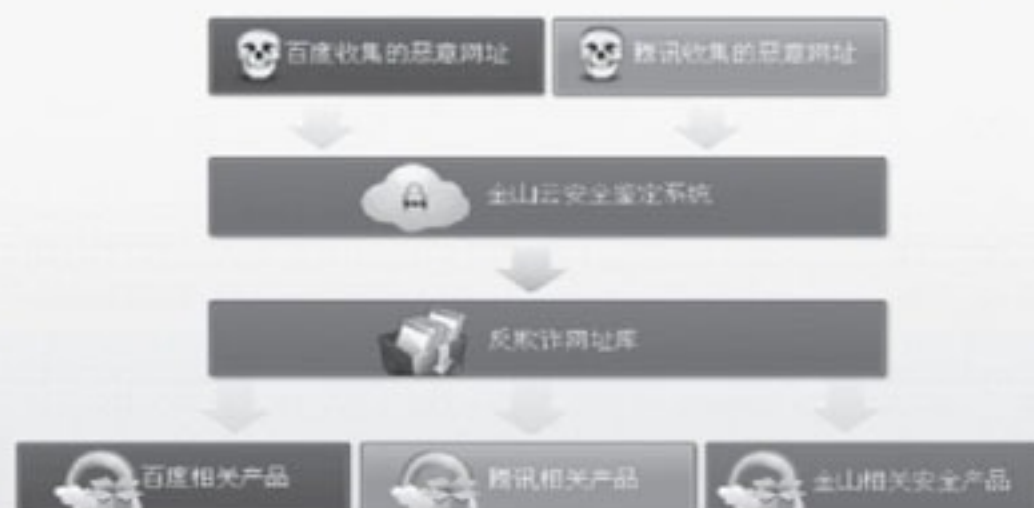 百度收集的恶意网址
腾讯收集的恶意网址
金山云安全鉴定系统
反欺诈网址库
百度相关产品
腾讯相关产品
金山相关安全产品